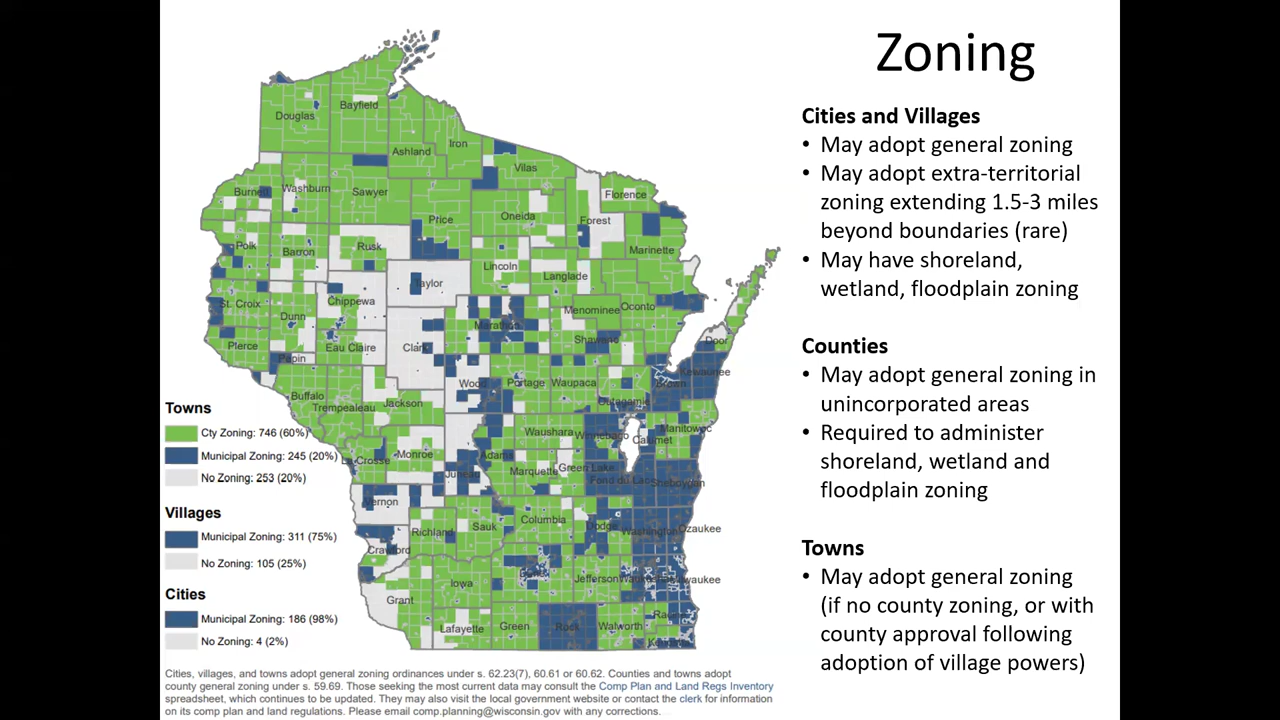 Zoning
Cities and Villages
• May adopt general zoning
• May adopt extra-territorial
zoning extending 1.5-3 miles
beyond boundaries (rare)
• May have shoreland,
wetland, floodplain zoning
Counties
• May adopt general zoning in
unincorporated areas
• Required to administer
shoreland, wetland and
floodplain zoning
Towns
• May adopt general zoning
(if no county zoning, or with
county approval following
adoption of village powers)
Douglas
Bayfield
Ashland
Iron
Vilas
Burnett
Washburn
Sawyer
Price
Oneida
Florence
Forest
Marinette
Polk
Barron
Rusk
Lincoln
Langlade
Taylor
St. Croix
Chippewa
Dunn
Marathon
Menominee
Oconto
Door
Pierce
Pepin
Eau Claire
Clark
Shawano
Kewaunee
Brown
Buffalo
Trempealeau
Jackson
Wood
Portage
Waupaca
Outagamie
Manitowoc
La Crosse
Monroe
Juneau
Adams
Waushara
Winnebago
Calumet
Marquette
Green Lake
Fond du Lac
Sheboygan
Vernon
Richland
Sauk
Columbia
Dodge
Washington
Ozaukee
Crawford
Grant
Iowa
Dane
Jefferson
Waukesha
Milwaukee
Lafayette
Green
Rock
Walworth
Racine
Kenosha
Towns
Cty Zoning: 746 (60%)
Municipal Zoning: 245 (20%)
No Zoning: 253 (20%)
Villages
Municipal Zoning: 311 (75%)
No Zoning: 105 (25%)
Cities
Municipal Zoning: 186 (98%)
No Zoning: 4 (2%)
Cities, villages, and towns adopt general zoning ordinances under s. 62.23(7), 60.61 or 60.62. Counties and towns adopt
county general zoning under s. 59.69. Those seeking the most current data may consult the Comp Plan and Land Regs Inventory
spreadsheet, which continues to be updated. They may also visit the local government website or contact the clerk for information
on its comp plan and land regulations. Please email comp.planning@wisconsin.gov with any corrections.